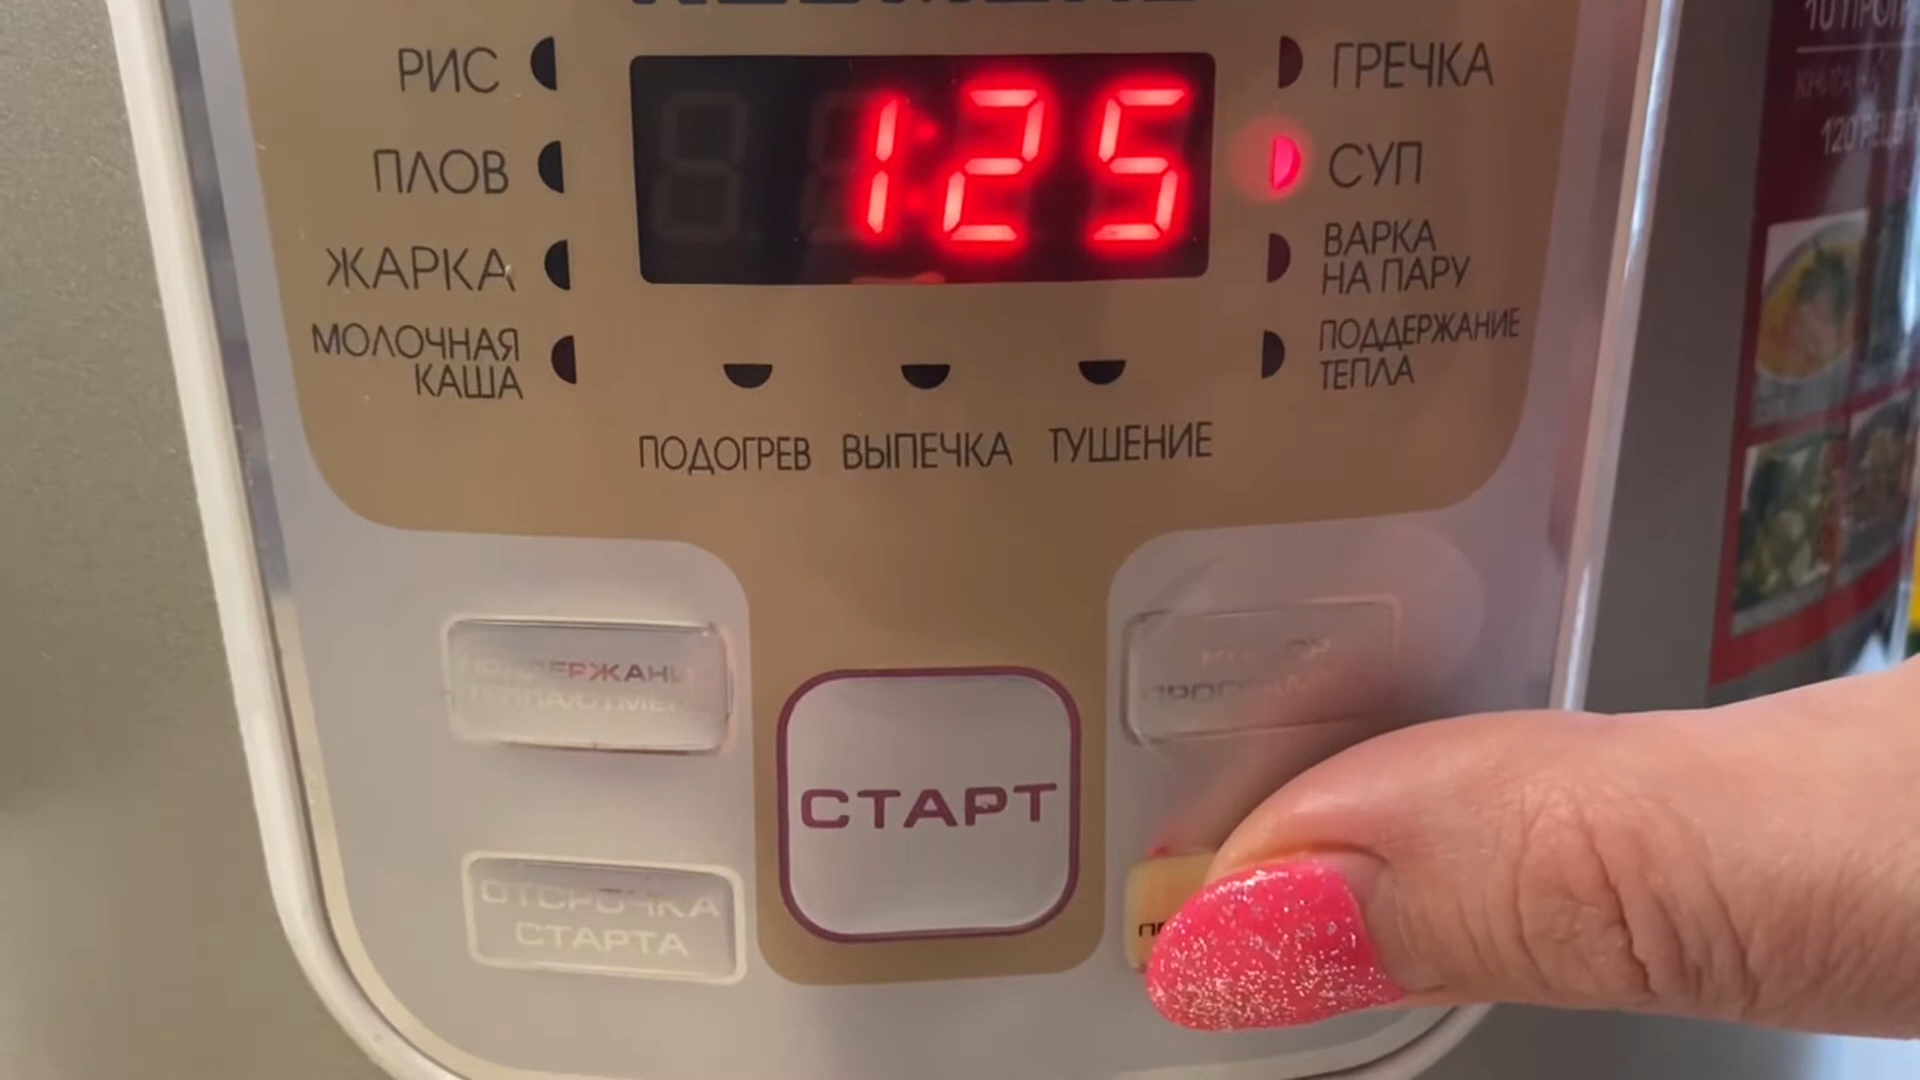 РИС
ПЛОВ
ЖАРКА
МОЛОЧНАЯ
КАША
1:25
ГРЕЧКА
СУП
ВАРКА
НА ПАРУ
ПОДДЕРЖАНИЕ
ТЕПЛА
ПОДОГРЕВ ВЫПЕЧКА ТУШЕНИЕ
СТАРТ
ОТСРОЧКА
СТАРТА
120